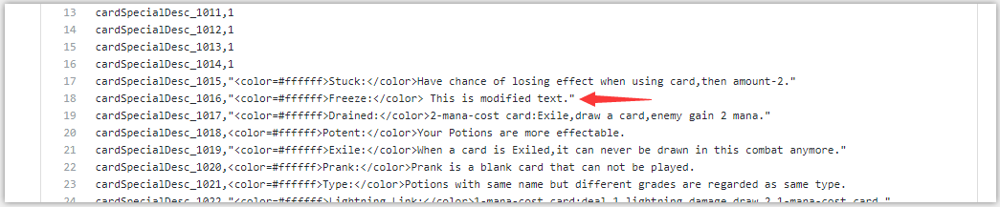 13 cardSpecialDesc_1011,1
14 cardSpecialDesc_1012,1
15 cardSpecialDesc_1013,1
16 cardSpecialDesc_1014,1
17 cardSpecialDesc_1015,"<color=#ffffff>Stuck:</color>Have chance of losing effect when using card,then amount-2."
18 cardSpecialDesc_1016,"<color=#ffffff>Freeze:</color> This is modified text."
19 cardSpecialDesc_1017,"<color=#ffffff>Drained:</color>2-mana-cost card:Exile,draw a card,enemy gain 2 mana."
20 cardSpecialDesc_1018,<color=#ffffff>Potent:</color>Your Potions are more effectable.
21 cardSpecialDesc_1019,"<color=#ffffff>Exile:</color>When a card is Exiled,it can never be drawn in this combat anymore."
22 cardSpecialDesc_1020,<color=#ffffff>Prank:</color>Prank is a blank card that can not be played.
23 cardSpecialDesc_1021,<color=#ffffff>Type:</color>Potions with same name but different grades are regarded as same type.
24 cardSpecialDesc_1022,"<color=#ffffff>Lightning Link:</color>1-mana-cost card:deal 1 lightning damage,draw 2 1-mana-cost card."